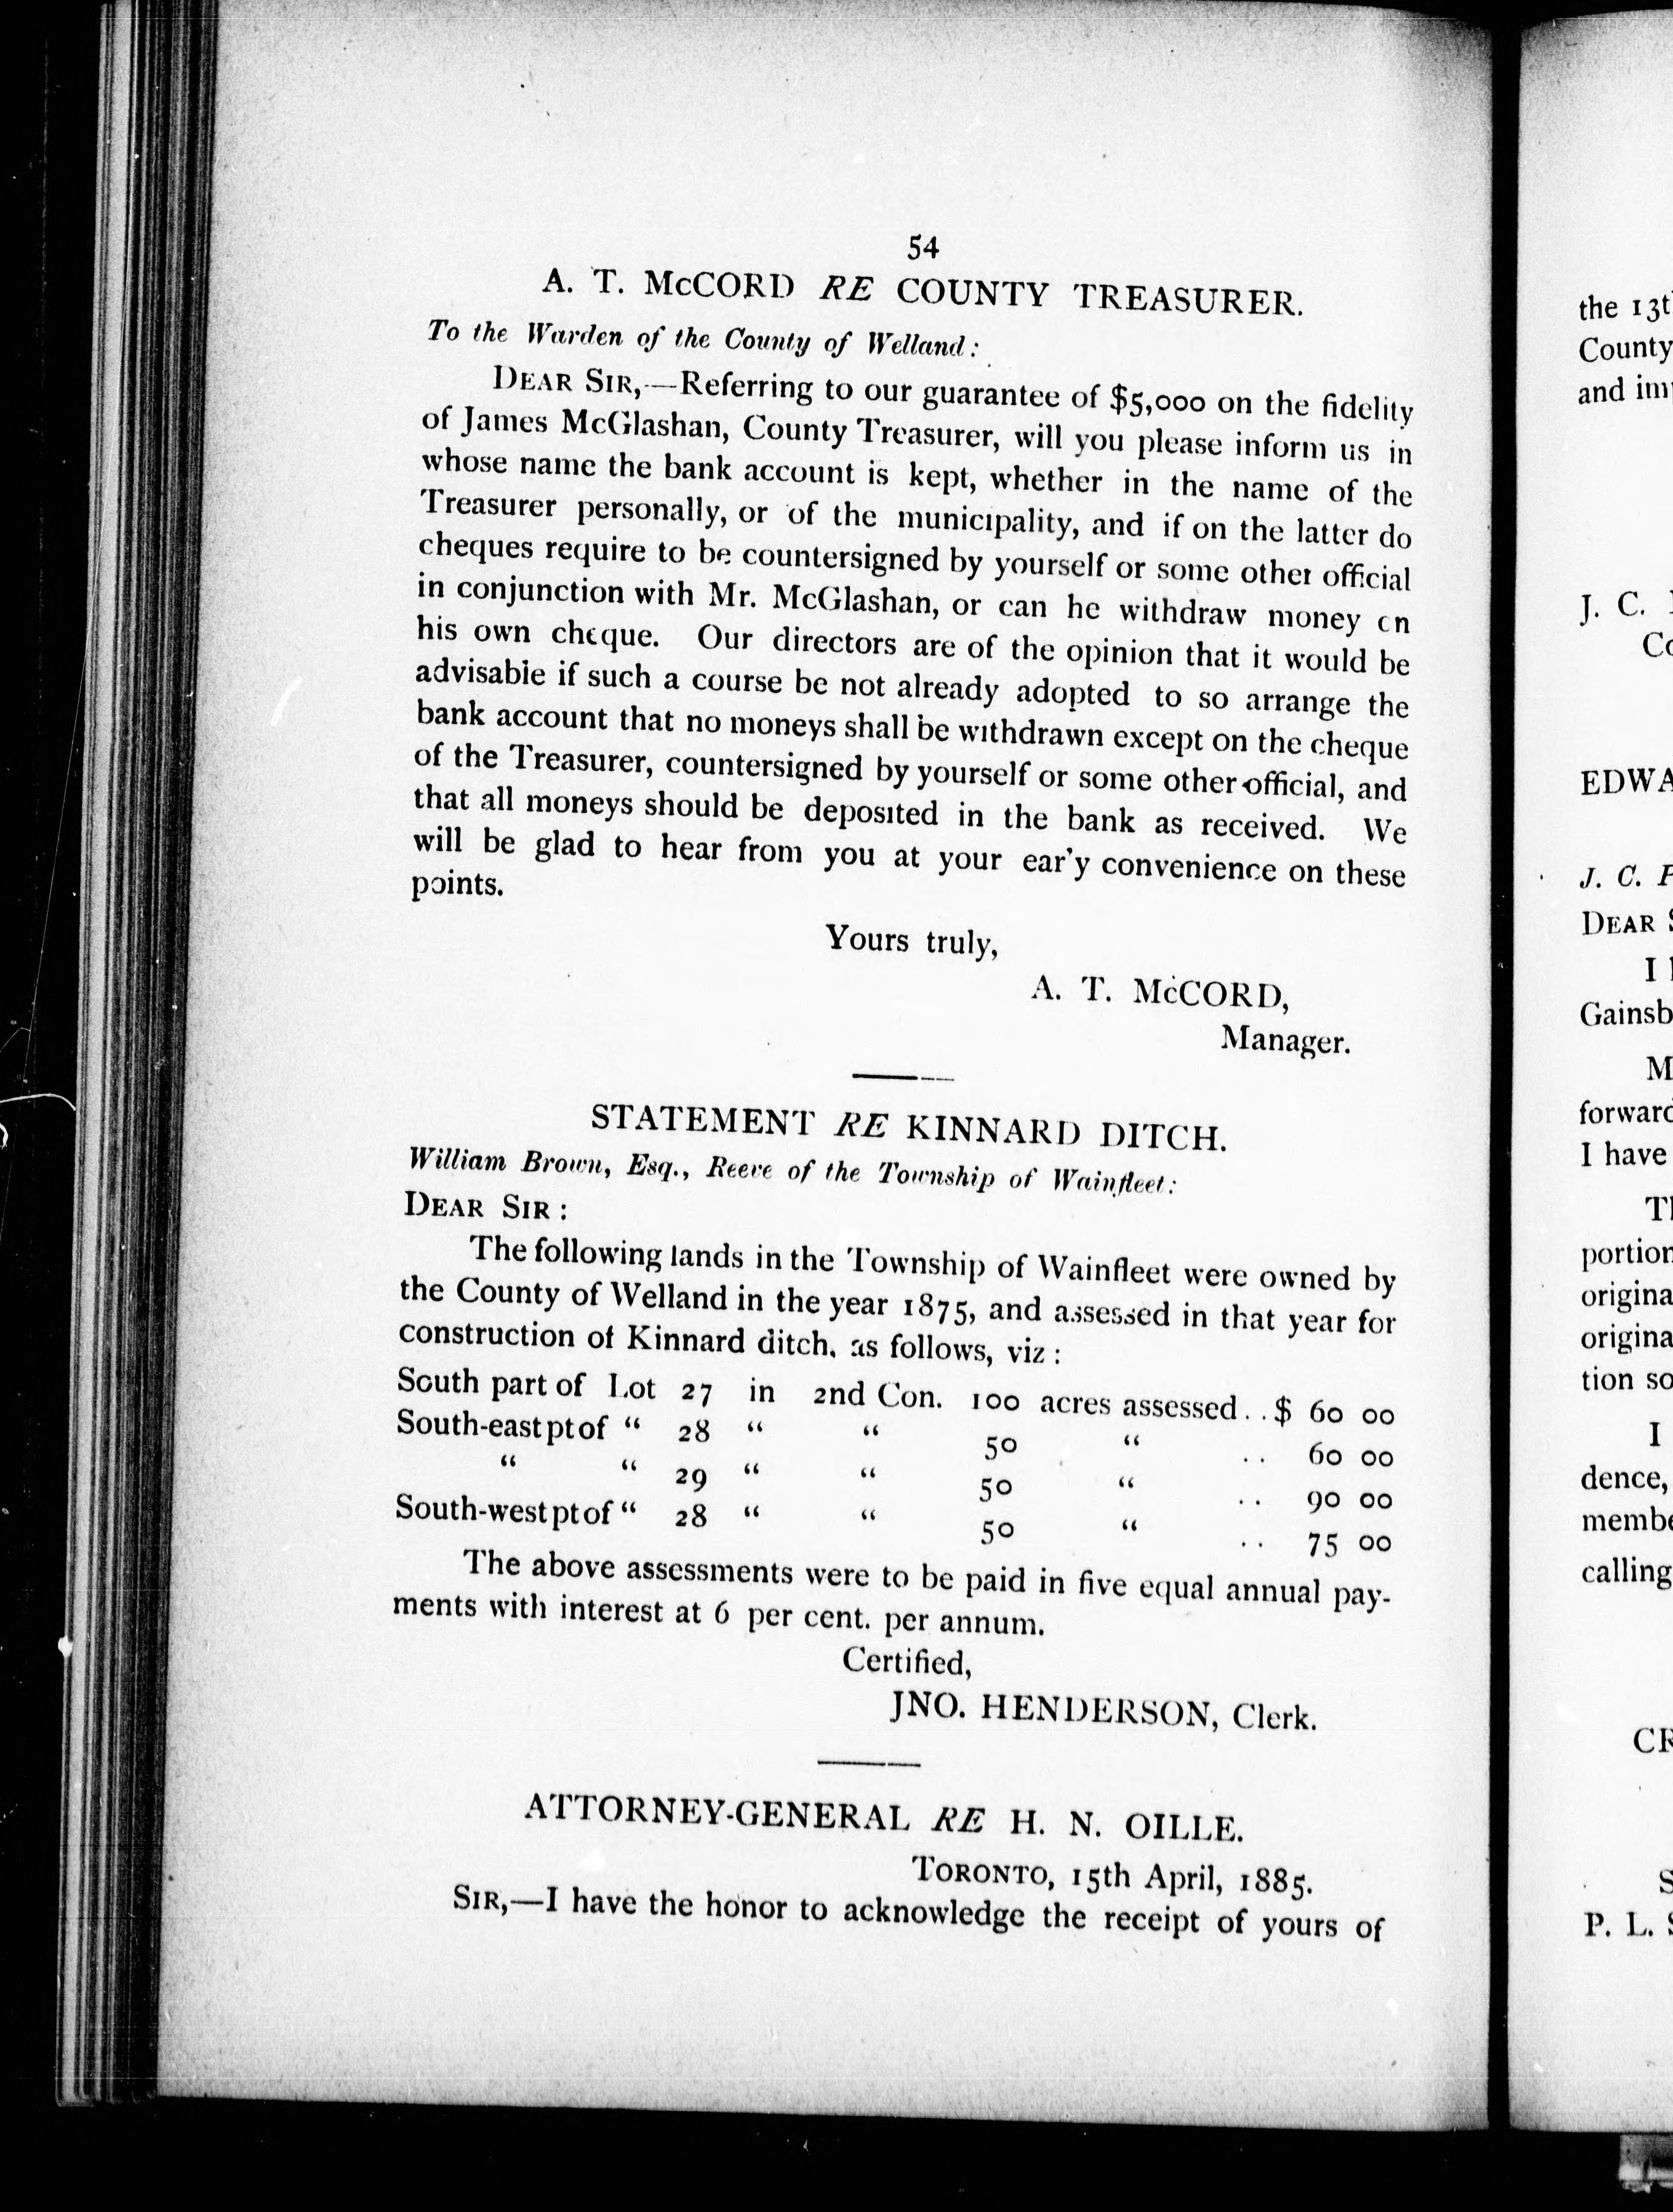 54
A. T. McCORD RE COUNTY TREASURER.
To the Warden of the County of Welland:
DEAR SIR,—Referring to our guarantee of $5,000 on the fidelity
of James McGlashan, County Treasurer, will you please inform us in
whose name the bank account is kept, whether in the name of the
Treasurer personally, or of the municipality, and if on the latter do
cheques require to be countersigned by yourself or some other official
in conjunction with Mr. McGlashan, or can he withdraw money cn
his own cheque. Our directors are of the opinion that it would be
advisable if such a course be not already adopted to so arrange the
bank account that no moneys shall be withdrawn except on the cheque
of the Treasurer, countersigned by yourself or some other official, and
that all moneys should be deposited in the bank as received. We
will be glad to hear from you at your ear'y convenience on these
points.
Yours truly,
A. T. McCORD,
Manager.
STATEMENT RE KINNARD DITCH.
William Brown, Esq., Reeve of the Township of Wainfleet:
DEAR SIR:
The following lands in the Township of Wainfleet were owned by
the County of Welland in the year 1875, and assessed in that year for
construction of Kinnard ditch, as follows, viz:
South part of Lot 27 in 2nd Con. 100 acres assessed..$ 60 00
South-east pt of " 28 " " 50 " .. 60 00
" " 29 " " 50 " .. 90 00
South-west pt of " 28 " " 50 " .. 75 00
The above assessments were to be paid in five equal annual pay-
ments with interest at 6 per cent. per annum.
Certified,
JNO. HENDERSON, Clerk.
ATTORNEY-GENERAL RE H. N. OILLE.
TORONTO, 15th April, 1885.
SIR,—I have the honor to acknowledge the receipt of yours of
the 13t
County
and im
J. C.
Co
EDWA
J. C.
DEAR
I
Gainsb
M
forward
I have
portion
origina
origina
tion so
I
dence,
membe
calling
P. L.